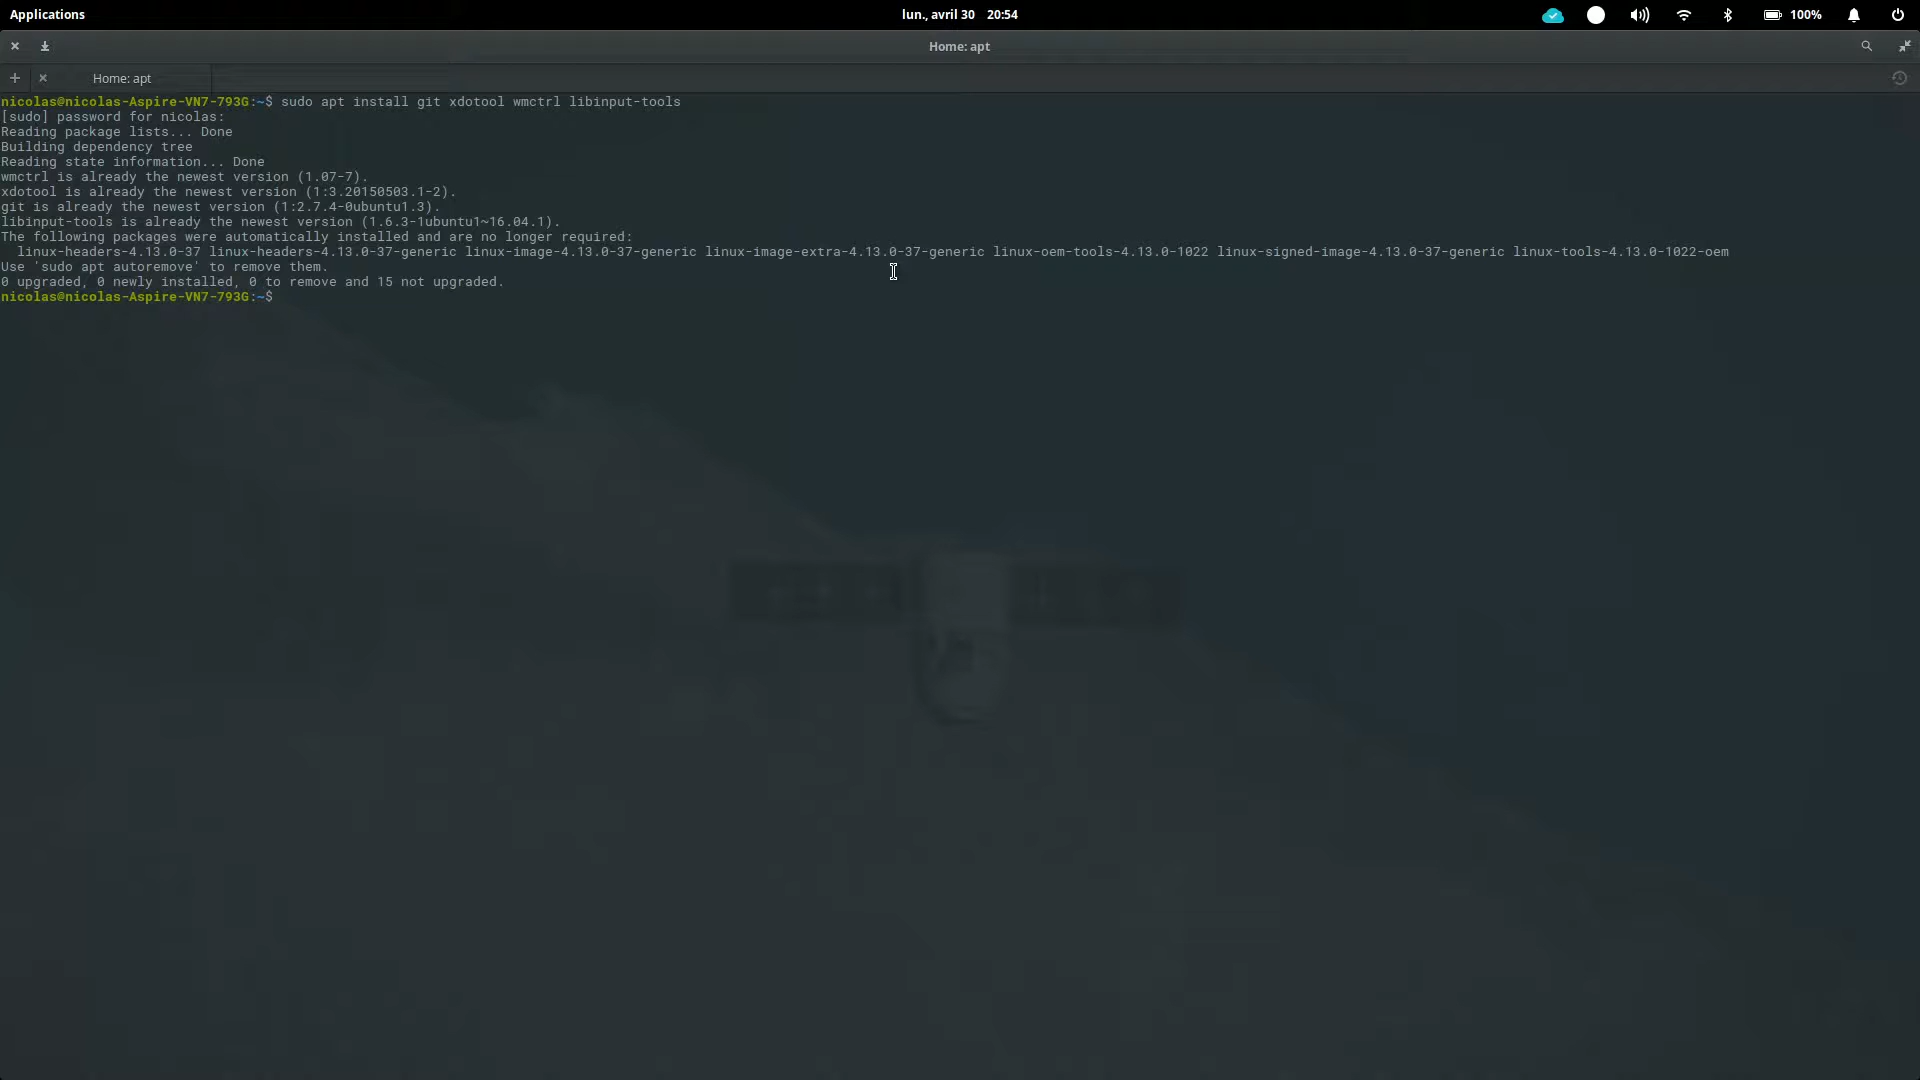 Applications
lun., avril 30 20:54
100%
Home: apt
Home: apt
nicolas@nicolas-Aspire-VN7-793G:~$ sudo apt install git xdotool wmctrl libinput-tools
[sudo] password for nicolas:
Reading package lists... Done
Building dependency tree
Reading state information... Done
wmctrl is already the newest version (1.07-7).
xdotool is already the newest version (1:3.20150503.1-2).
git is already the newest version (1:2.7.4-0ubuntu1.3).
libinput-tools is already the newest version (1.6.3-1ubuntu1~16.04.1).
The following packages were automatically installed and are no longer required:
linux-headers-4.13.0-37 linux-headers-4.13.0-37-generic linux-image-4.13.0-37-generic linux-image-extra-4.13.0-37-generic linux-oem-tools-4.13.0-1022 linux-signed-image-4.13.0-37-generic linux-tools-4.13.0-1022-oem
Use 'sudo apt autoremove' to remove them.
0 upgraded, 0 newly installed, 0 to remove and 15 not upgraded.
nicolas@nicolas-Aspire-VN7-793G:~$